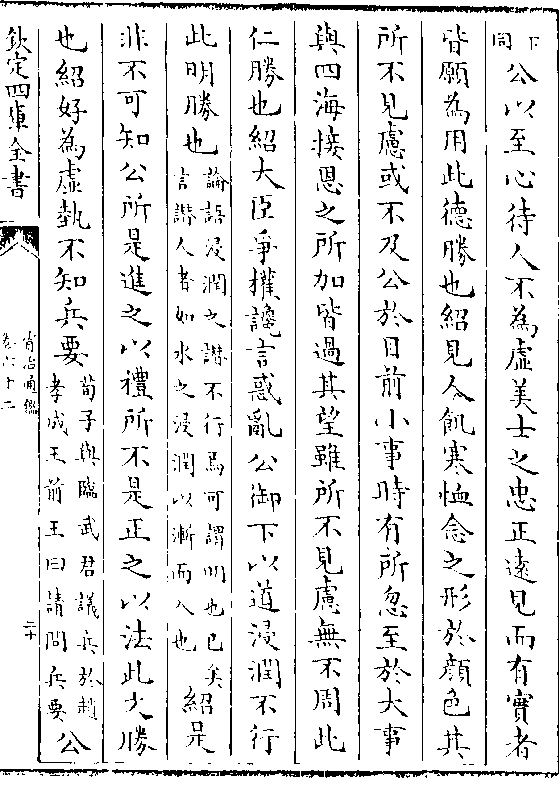 下同公以至心待人不為虛美士之忠正遠見而有實者
皆願為用此德勝也紹見人飢寒恤念之形於顔色其
所不見慮或不及公於目前小事時有所忽至於大事
與四海接恩之所加皆過其望雖所不見慮無不周此
仁勝也紹大臣爭權讒言惑亂公御下以道浸潤不行
此明勝也論語浸潤之譖不行焉可謂明也已矣言譖人者如水之浸潤以漸而入也紹是
非不可知公所是進之以禮所不是正之以法此文勝
也紹好為虛埶不知兵要荀子與臨武君議兵於趙孝成王前王曰請問兵要公
欽定四庫全書
資治通鑑
卷六十二
二十